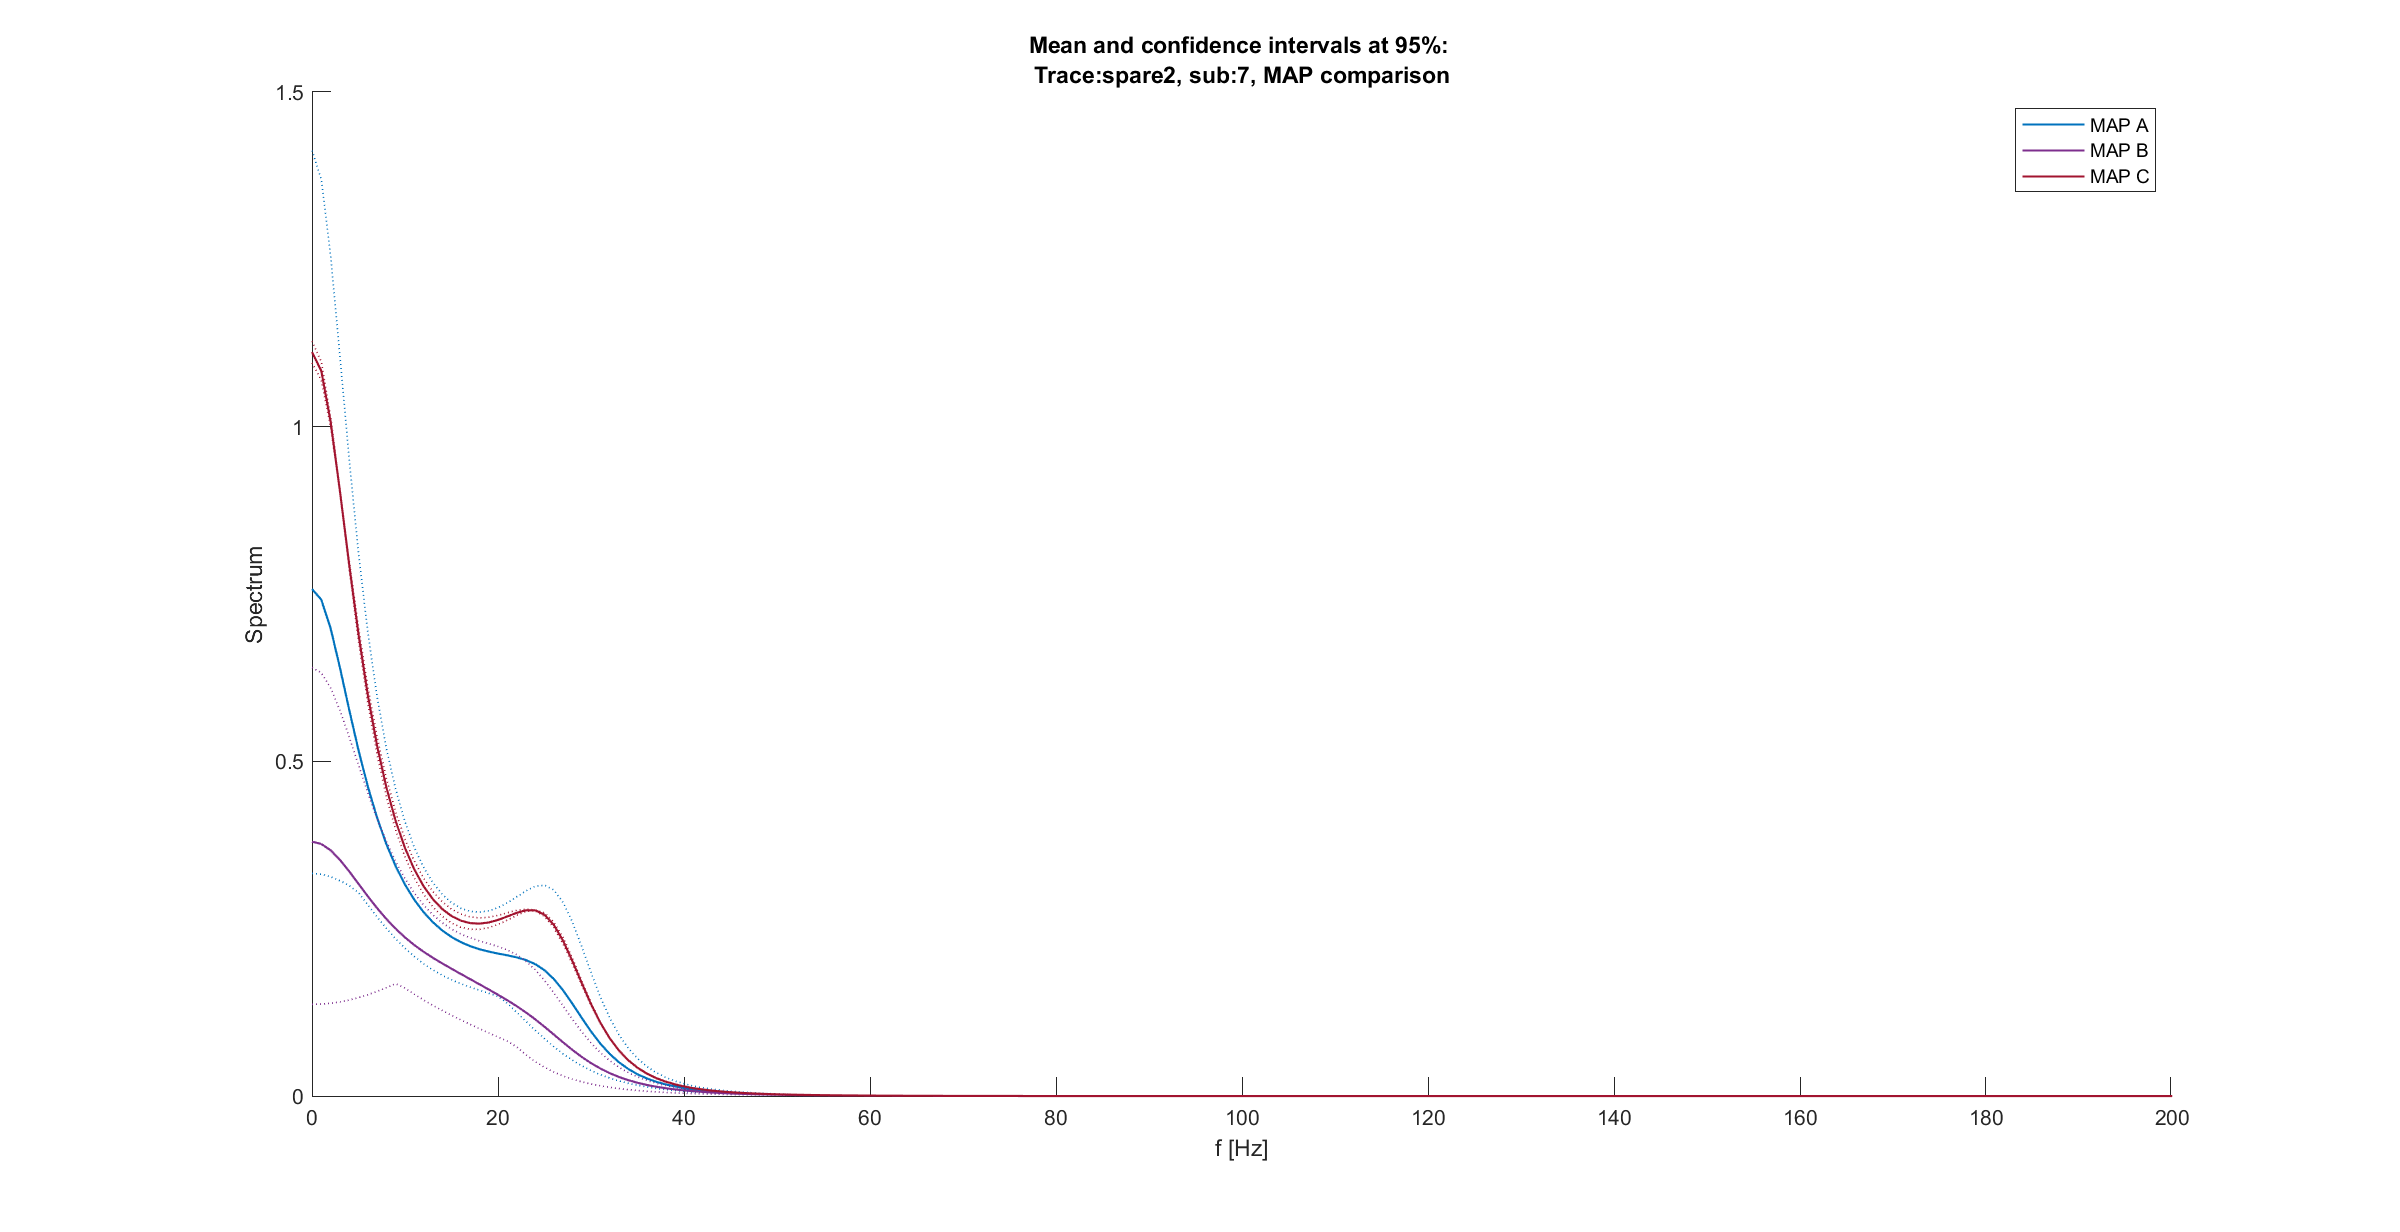 Mean and confidence intervals at 95%:
Trace:spare2, sub:7, MAP comparison
MAP A
MAP B
MAP C
1.5
1
0.5
0
Spectrum
0 20 40 60 80 100 120 140 160 180 200
f [Hz]